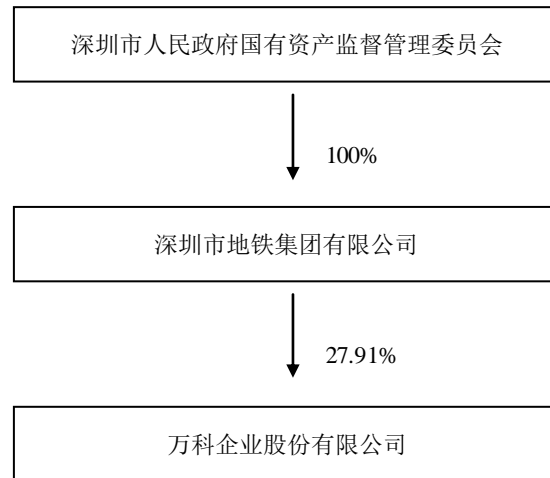 深圳市人民政府国有资产监督管理委员会
100%
深圳市地铁集团有限公司
27.91%
万科企业股份有限公司